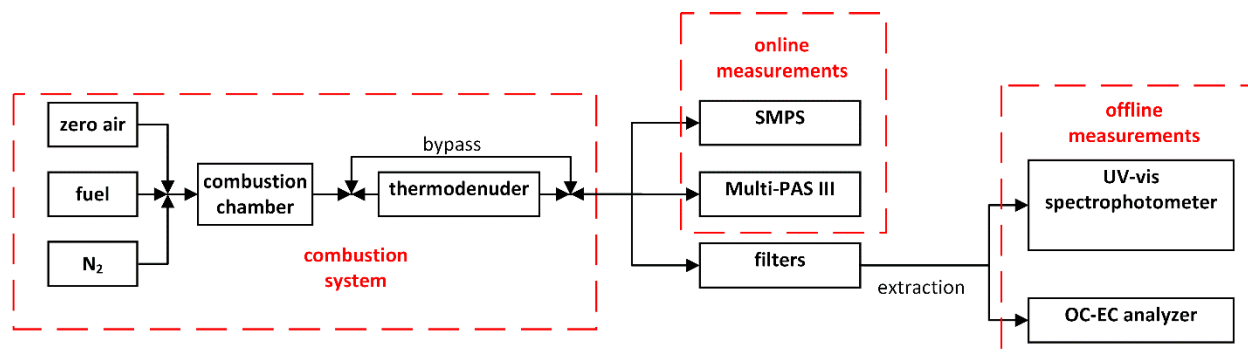 zero air
fuel
N₂
combustion
chamber
bypass
thermodenuder
combustion
system
online
measurements
SMPS
Multi-PAS III
filters
extraction
offline
measurements
UV-vis
spectrophotometer
OC-EC analyzer